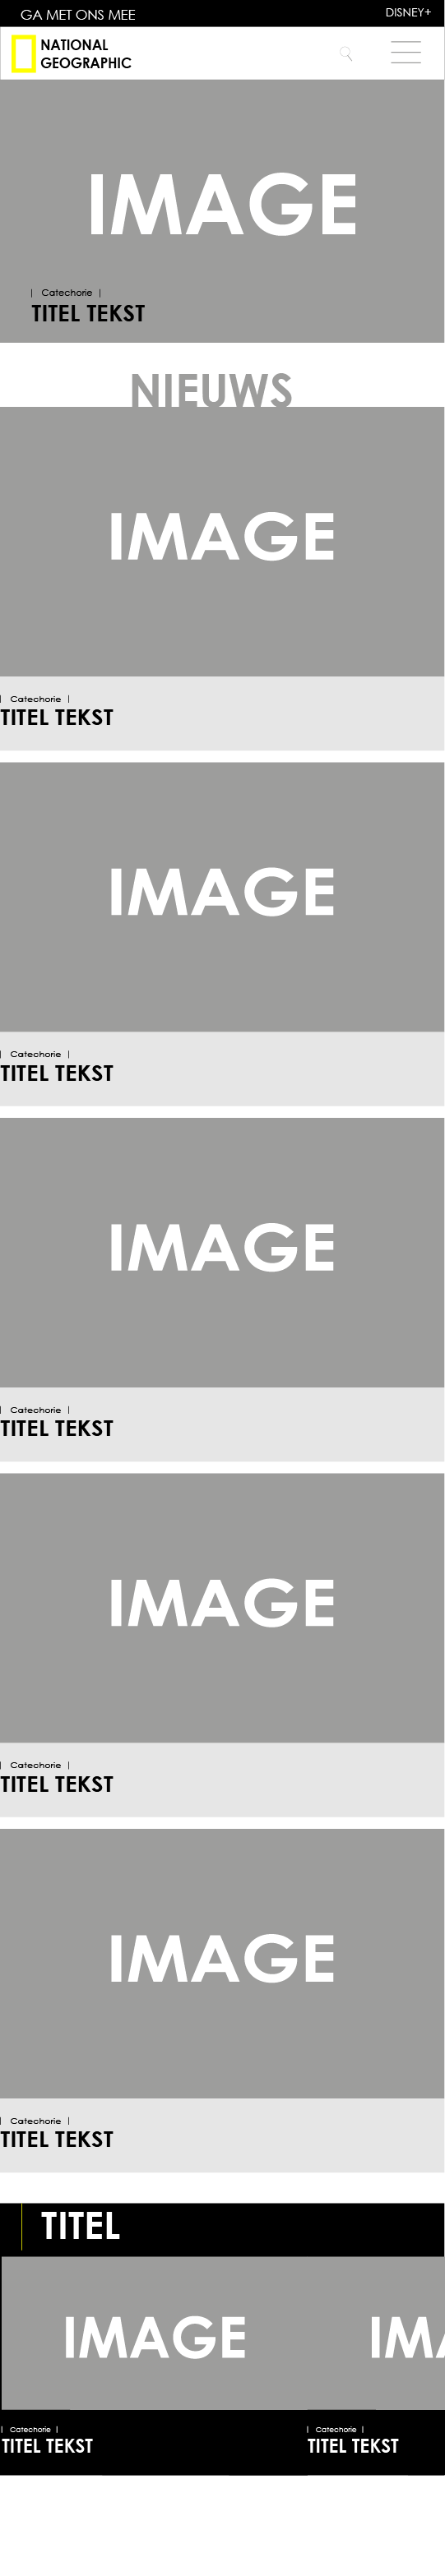 GA MET ONS MEE DISNEY+
NATIONAL
GEOGRAPHIC
IMAGE
| Catechorie |
TITEL TEKST
NIEUWS
IMAGE
| Catechorie |
TITEL TEKST
IMAGE
| Catechorie |
TITEL TEKST
IMAGE
| Catechorie |
TITEL TEKST
IMAGE
| Catechorie |
TITEL TEKST
IMAGE
| Catechorie |
TITEL TEKST
TITEL
IMAGE IMA
| Catechorie | | Catechorie |
TITEL TEKST TITEL TEKST